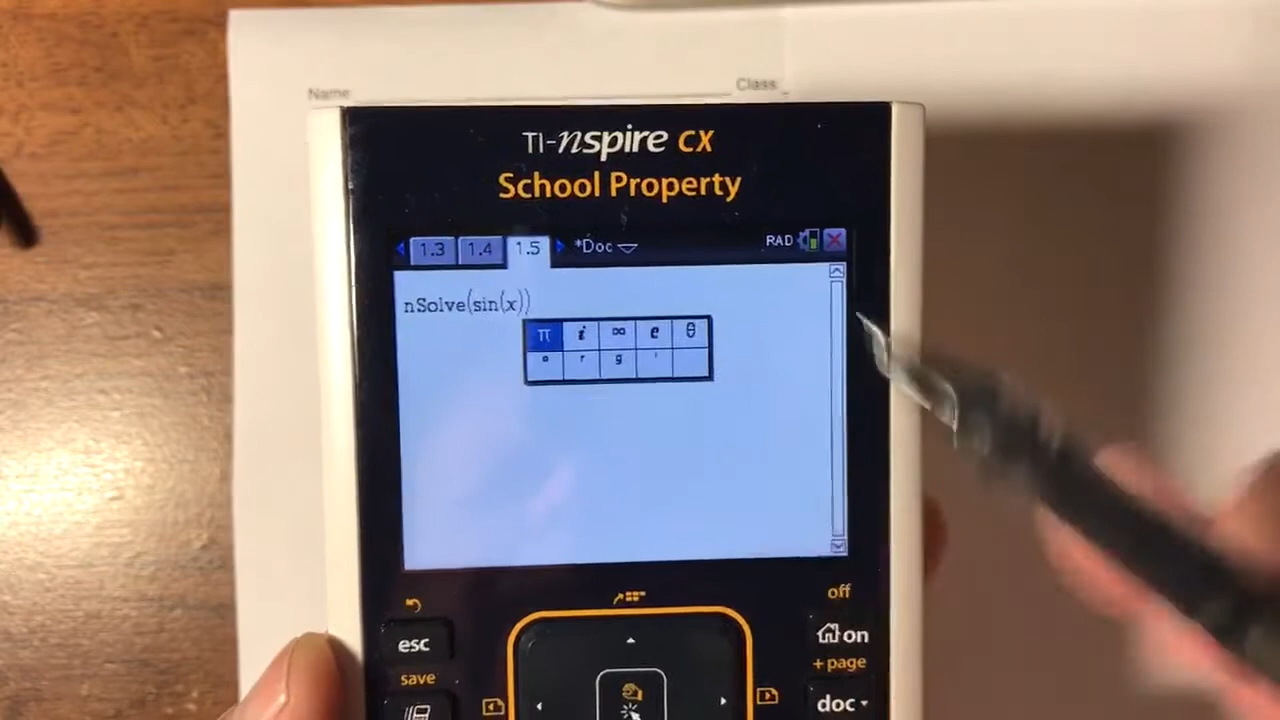 Name
Class
TI-nspire CX
School Property
1.3 1.4 1.5 *Doc RAD
nSolve(sin(x))
π i ∞ e θ
° r g '
off
esc
on
save
+ page
doc